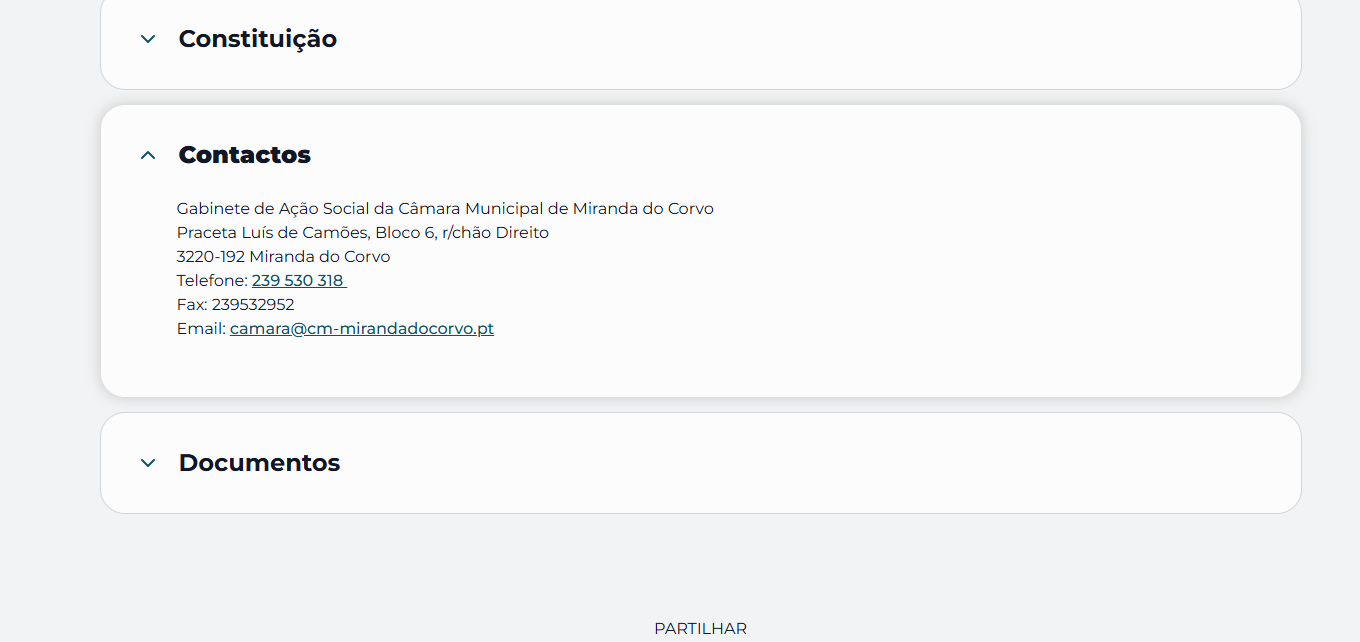 Constituição
Contactos
Gabinete de Ação Social da Câmara Municipal de Miranda do Corvo
Praceta Luís de Camões, Bloco 6, r/chão Direito
3220-192 Miranda do Corvo
Telefone: 239 530 318
Fax: 239532952
Email: camara@cm-mirandadocorvo.pt
Documentos
PARTILHAR